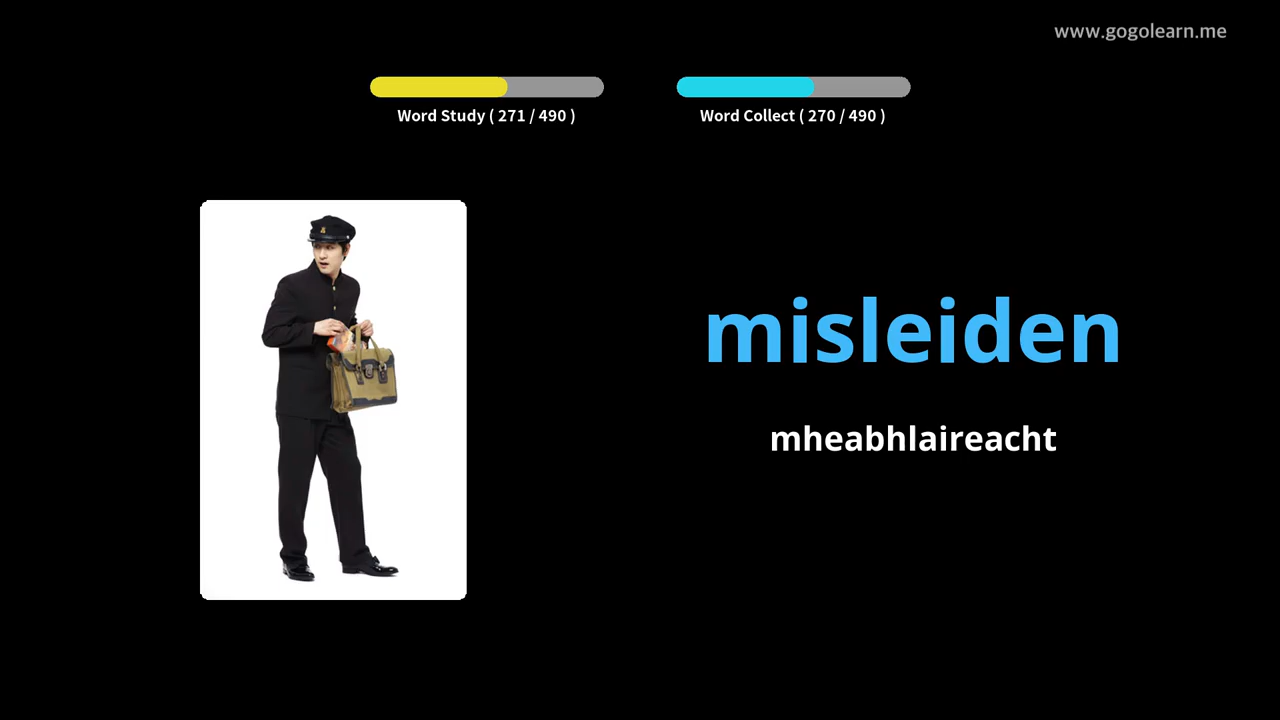 www.gogolearn.me
Word Study ( 271 / 490 )
Word Collect ( 270 / 490 )
misleiden
mheabhlaireacht